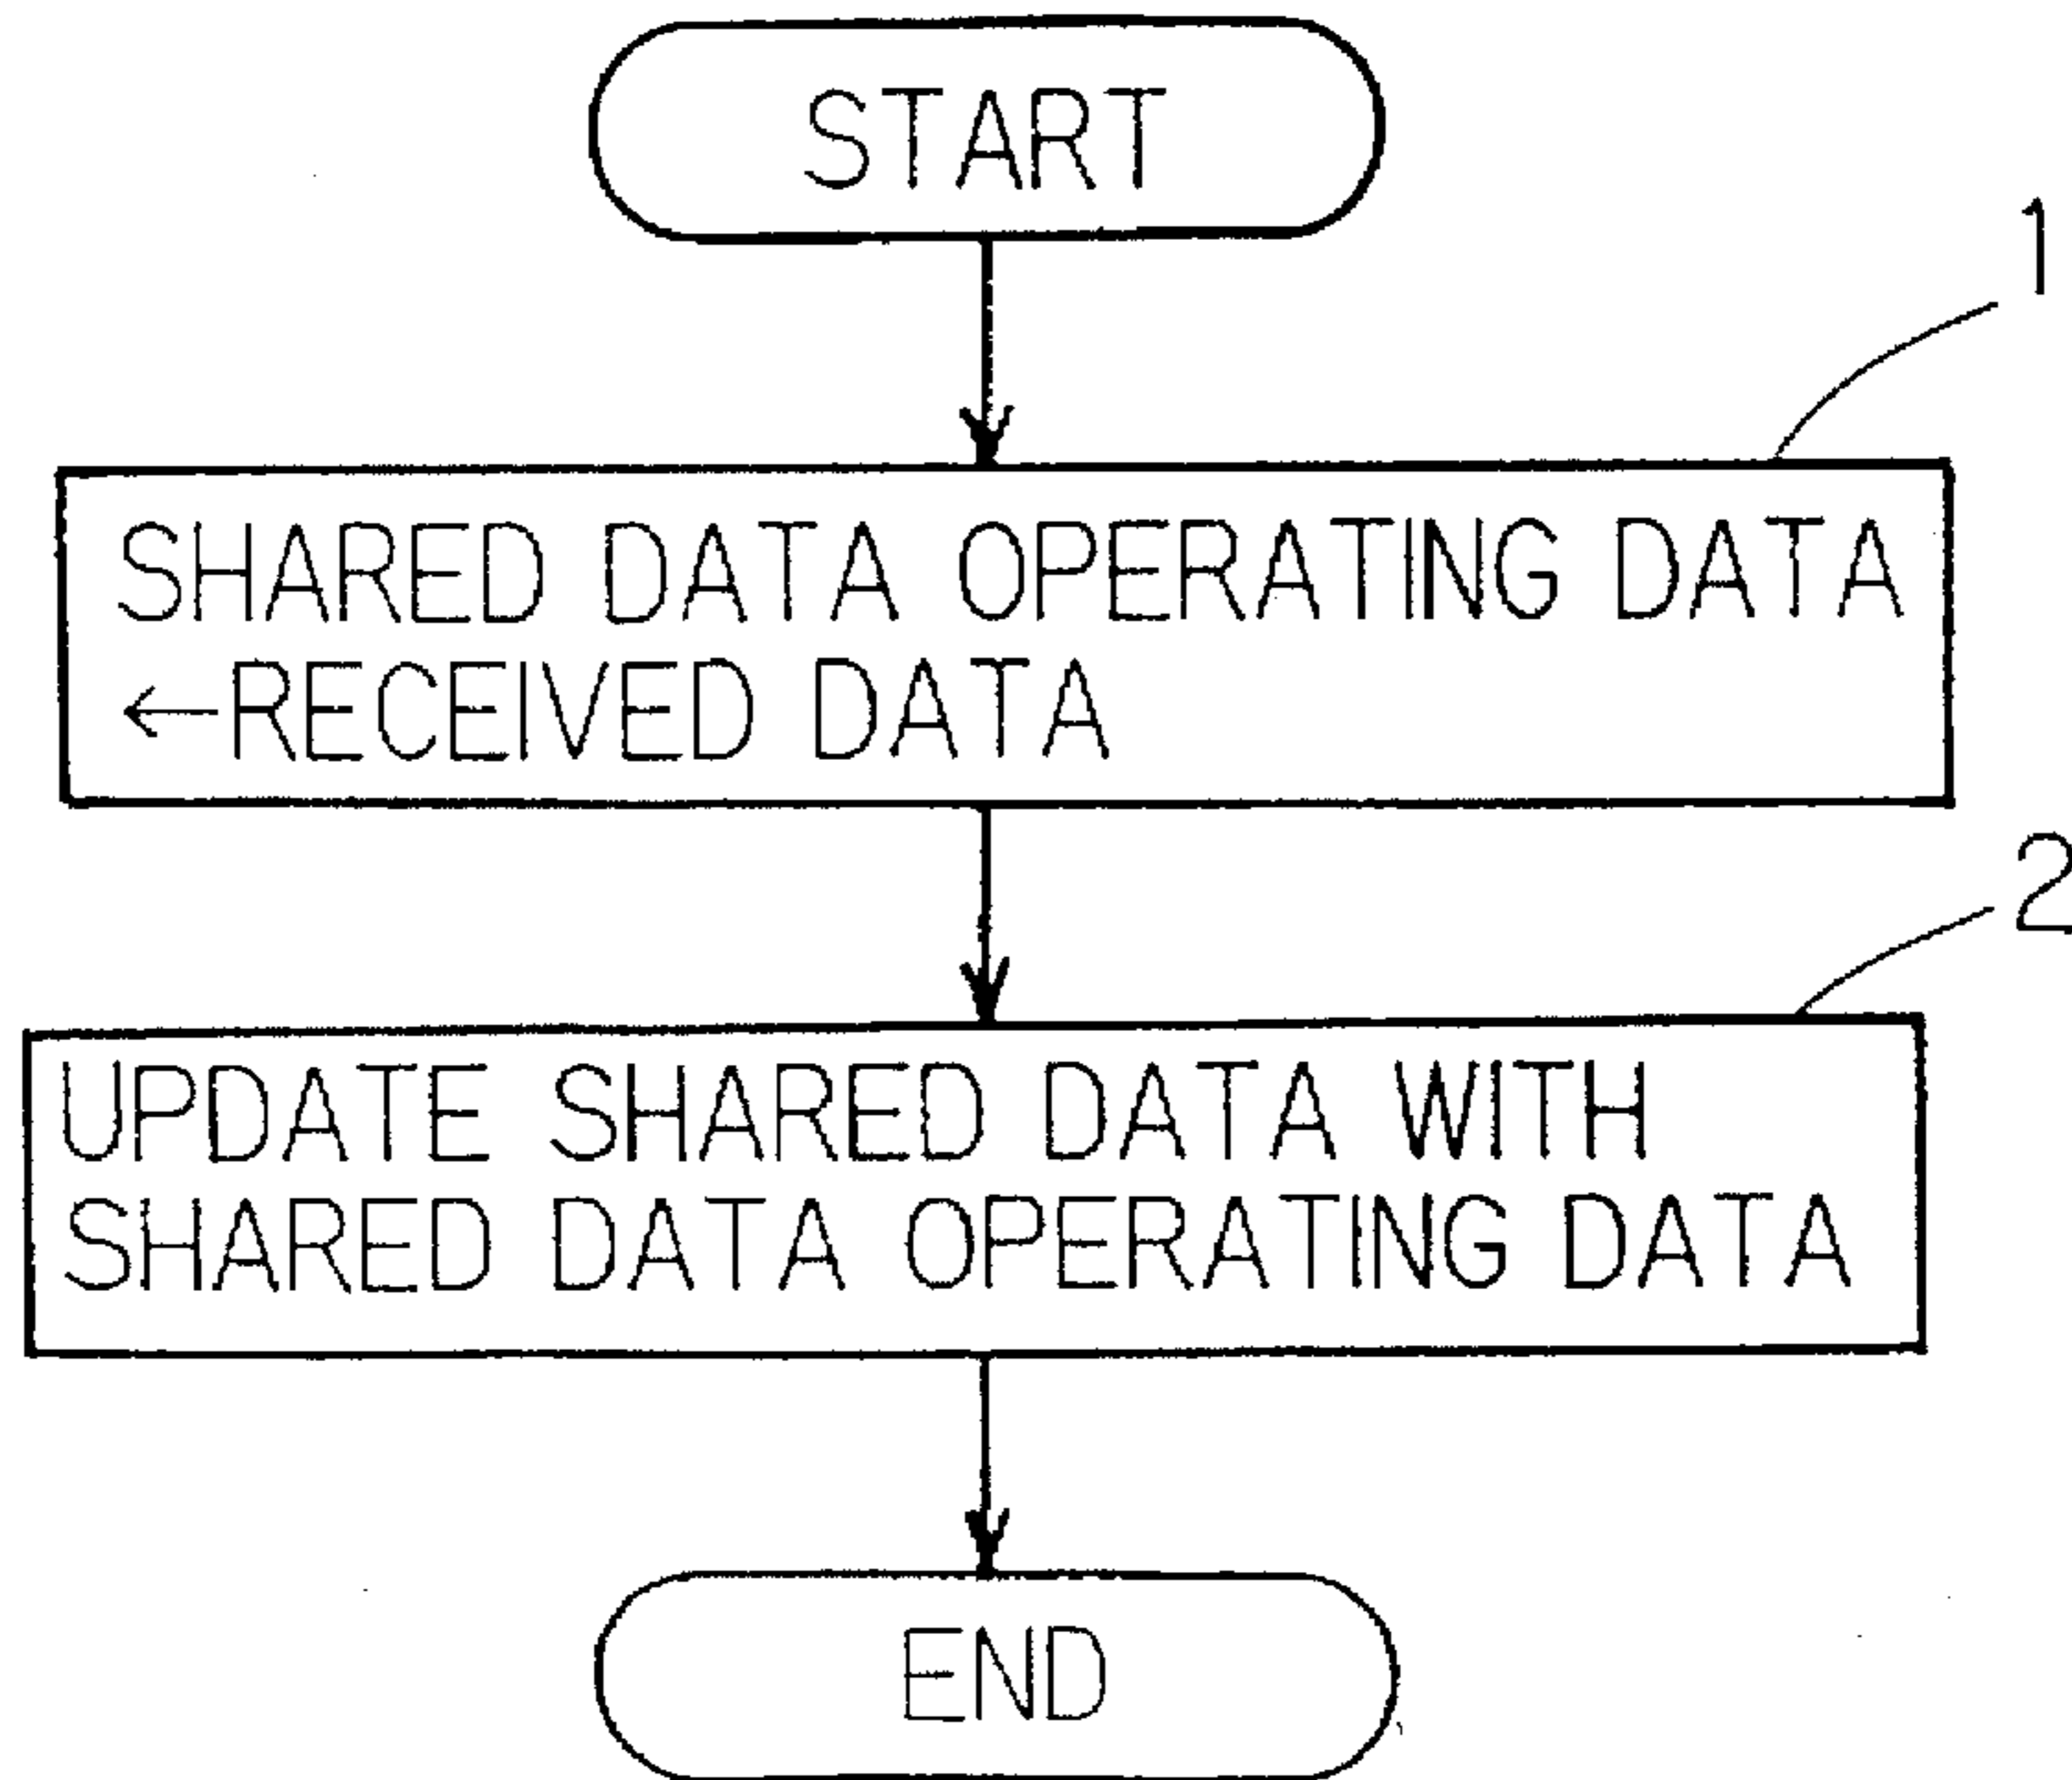 START
1
SHARED DATA OPERATING DATA
←RECEIVED DATA
2
UPDATE SHARED DATA WITH
SHARED DATA OPERATING DATA
END